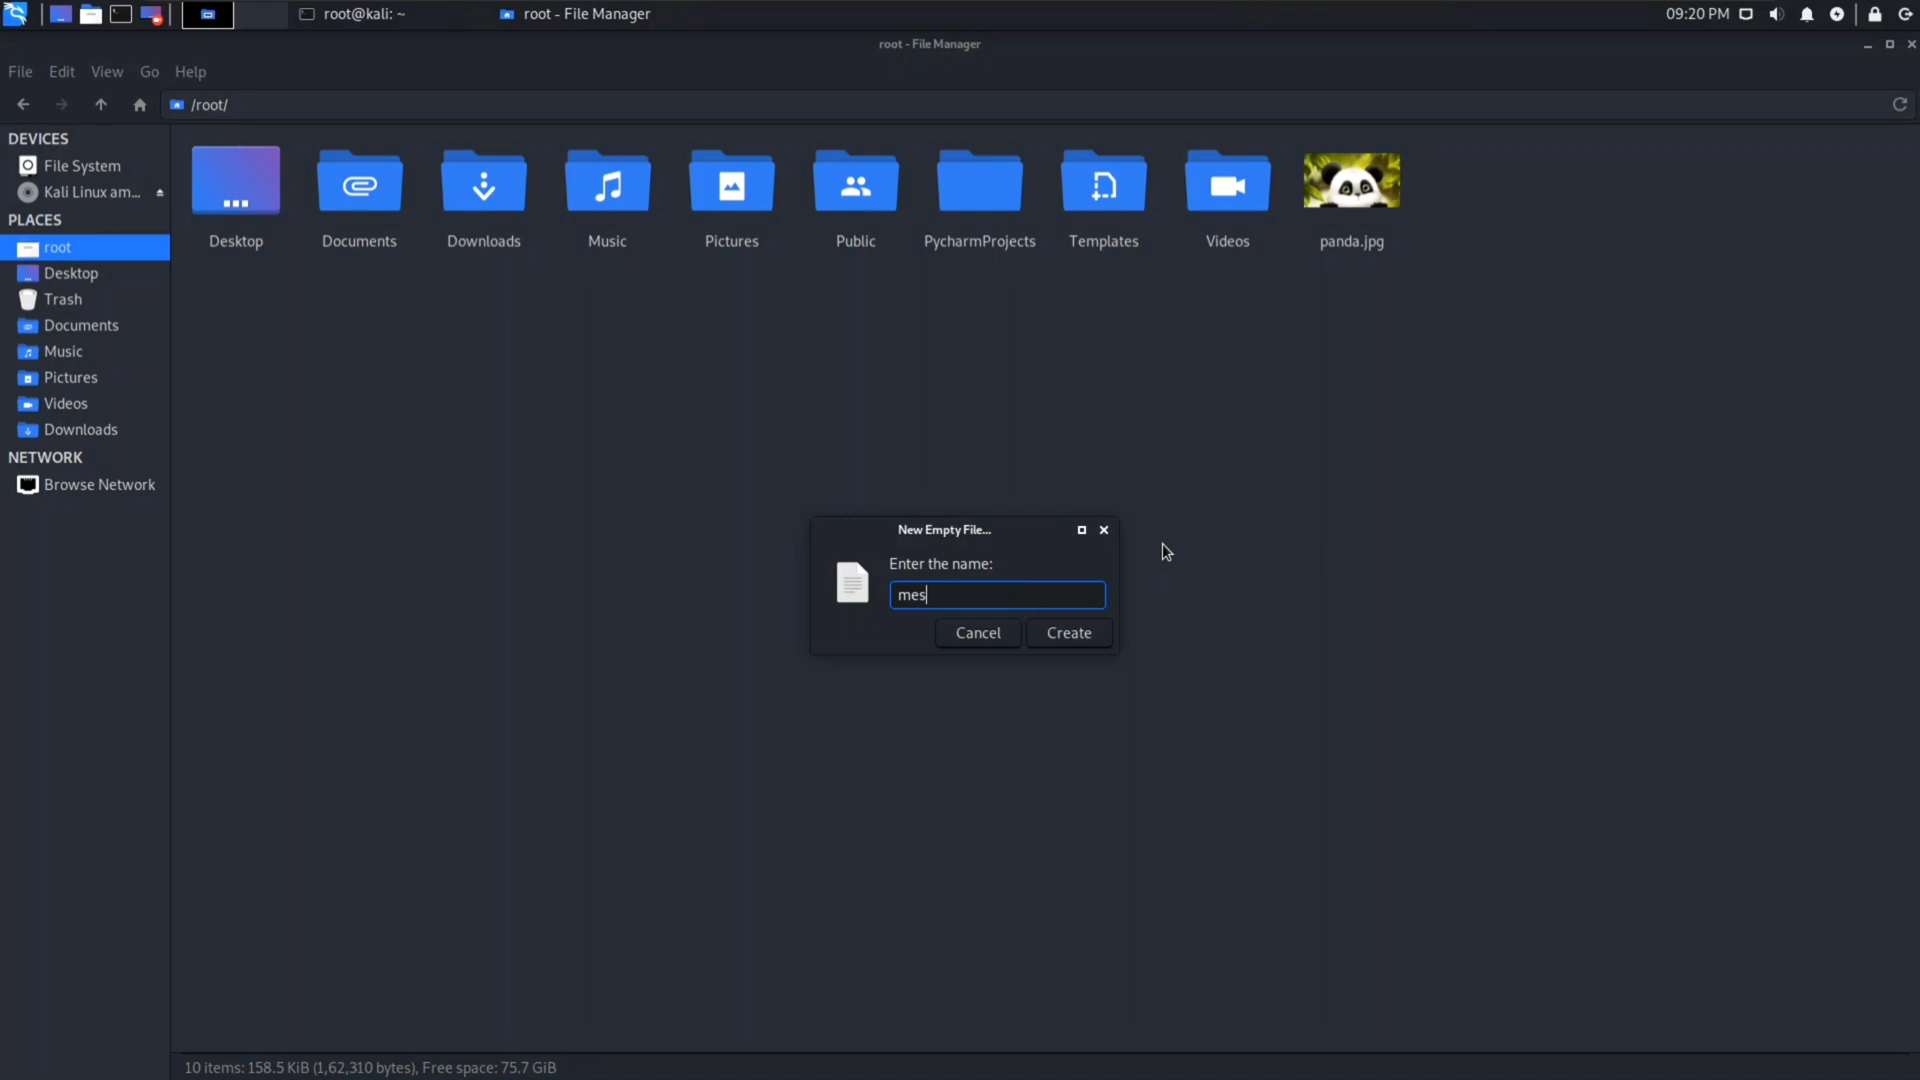 root@kali: ~
root - File Manager
09:20 PM
root - File Manager
File Edit View Go Help
/root/
DEVICES
File System
Kali Linux am...
PLACES
root
Desktop
Trash
Documents
Music
Pictures
Videos
Downloads
NETWORK
Browse Network
Desktop Documents Downloads Music Pictures Public PycharmProjects Templates Videos panda.jpg
New Empty File...
Enter the name:
mes
Cancel Create
10 items: 158.5 KiB (1,62,310 bytes), Free space: 75.7 GiB